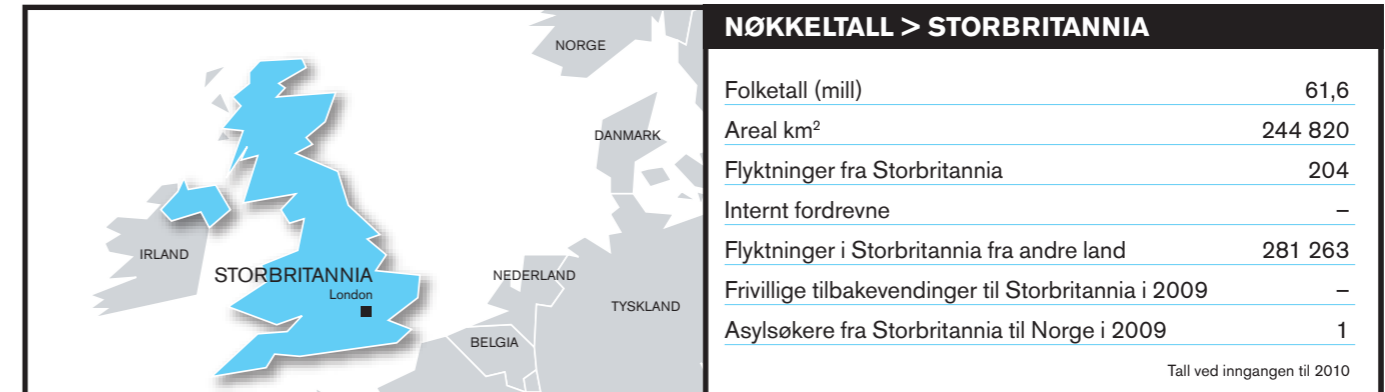 NORGE
DANMARK
IRLAND
STORBRITANNIA
London
NEDERLAND
TYSKLAND
BELGIA
NØKKELTALL > STORBRITANNIA
Folketall (mill) 61,6
Areal km² 244 820
Flyktninger fra Storbritannia 204
Internt fordrevne –
Flyktninger i Storbritannia fra andre land 281 263
Frivillige tilbakevendinger til Storbritannia i 2009 –
Asylsøkere fra Storbritannia til Norge i 2009 1
Tall ved inngangen til 2010